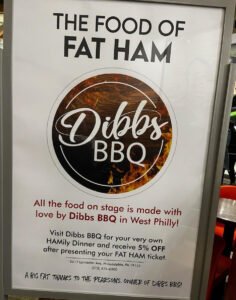 THE FOOD OF
FAT HAM
Dibbs
BBQ
All the food on stage is made with
love by Dibbs BBQ in West Philly!
Visit Dibbs BBQ for your very own
HAMily Dinner and receive 5% OFF
after presenting your FAT HAM ticket.
A BIG FAT THANKS TO THE PEARSONS, OWNER OF DIBBS BBQ!